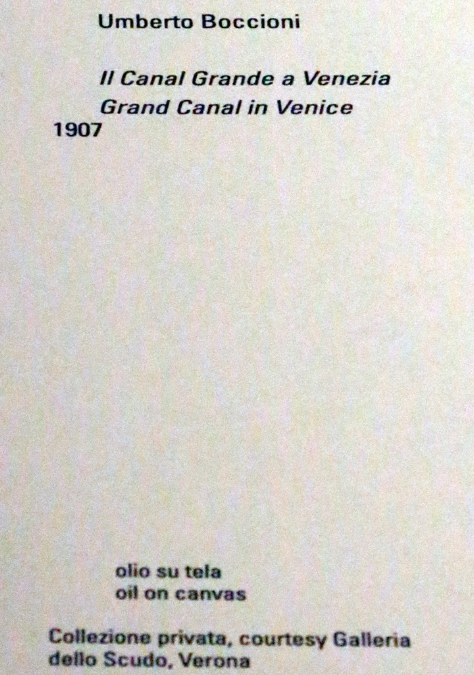 Umberto Boccioni
Il Canal Grande a Venezia
Grand Canal in Venice
1907
olio su tela
oil on canvas
Collezione privata, courtesy Galleria
dello Scudo, Verona